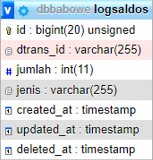 v dbbabowe logsaldos
id : bigint(20) unsigned
dtrans_id : varchar(255)
jumlah : int(11)
jenis : varchar(255)
created_at : timestamp
updated_at : timestamp
deleted_at : timestamp